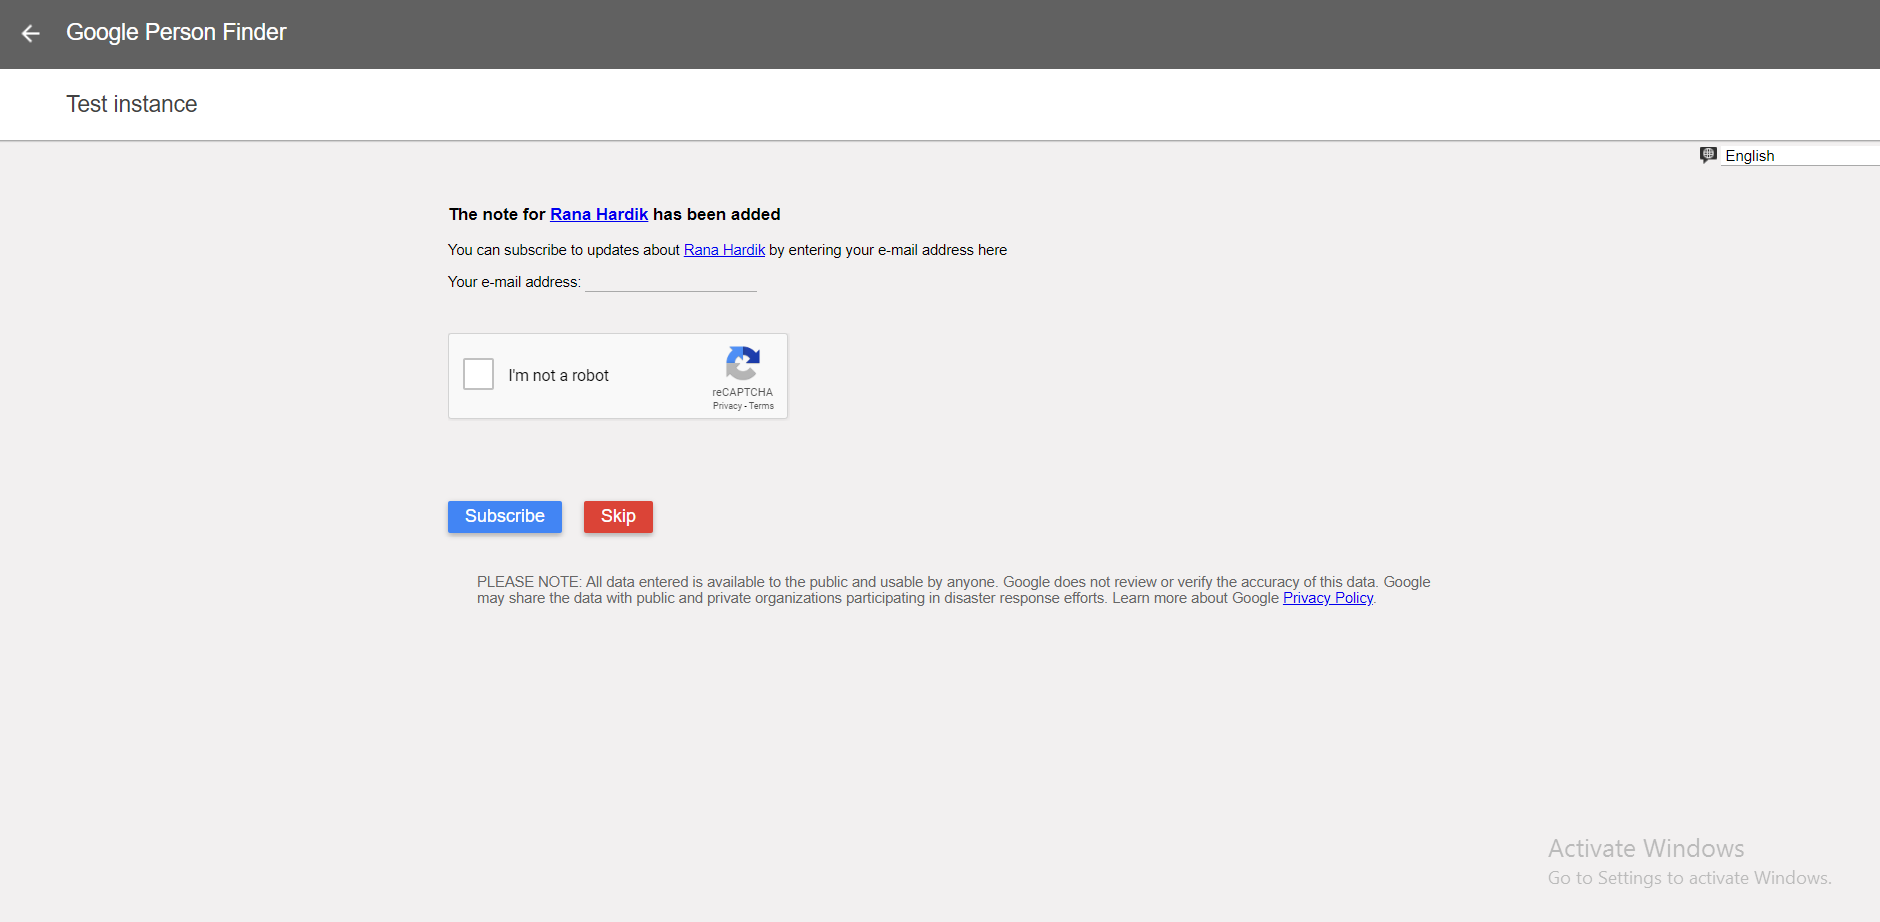 Google Person Finder
Test instance
English
The note for Rana Hardik has been added
You can subscribe to updates about Rana Hardik by entering your e-mail address here
Your e-mail address:
I'm not a robot
reCAPTCHA
Privacy - Terms
Subscribe
Skip
PLEASE NOTE: All data entered is available to the public and usable by anyone. Google does not review or verify the accuracy of this data. Google
may share the data with public and private organizations participating in disaster response efforts. Learn more about Google Privacy Policy.
Activate Windows
Go to Settings to activate Windows.